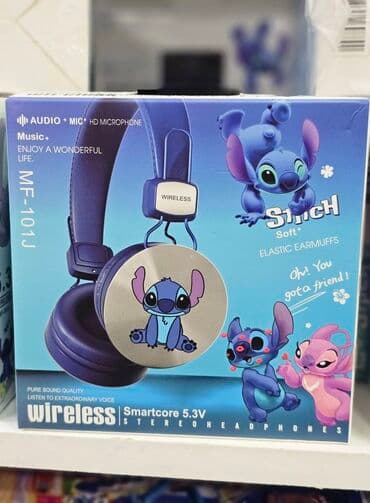 AUDIO • MIC • HD MICROPHONE
Music+
ENJOY A WONDERFUL
LIFE.
MF-101J
WIRELESS
StitcH
Soft+
ELASTIC EARMUFFS
Oh! You
got a friend!
PURE SOUND QUALITY
LISTEN TO EXTRAORDINARY VOICE
wireless Smartcore 5.3V
STEREO HEADPHONES